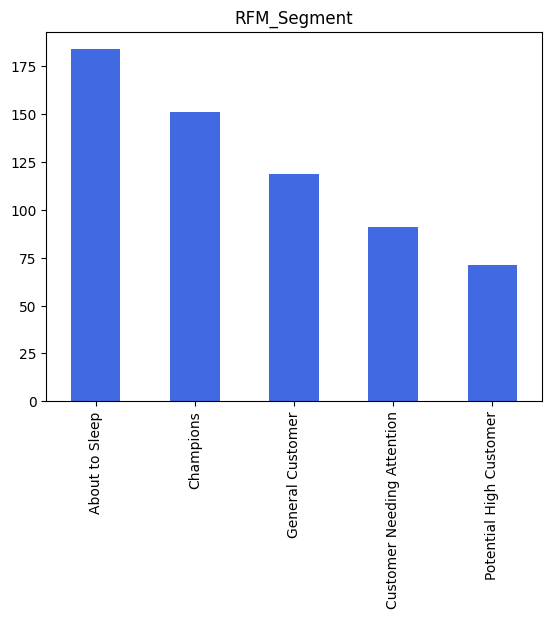 RFM_Segment
175
150
125
100
75
50
25
0
About to Sleep
Champions
General Customer
Customer Needing Attention
Potential High Customer